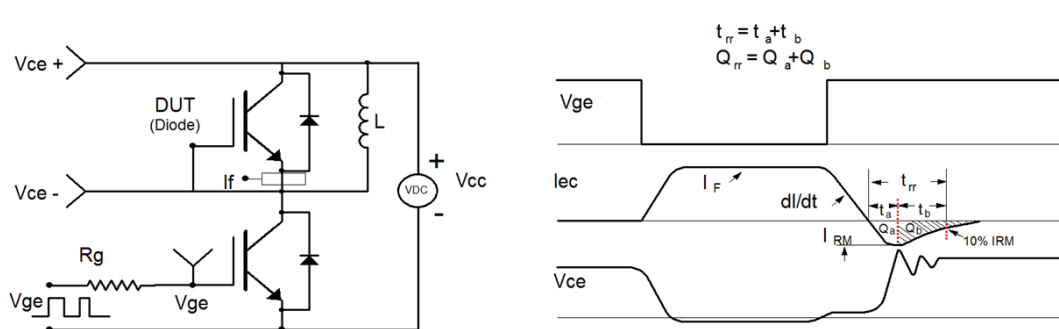 Vce +
DUT
(Diode)
L
If
Vce -
+
VDC
Vcc
-
Rg
Vge
Vge
t rr = t a + t b
Q rr = Q a + Q b
Vge
Iec
I F
dI/dt
t rr
t a
t b
Q a
Q b
I RM
10% IRM
Vce